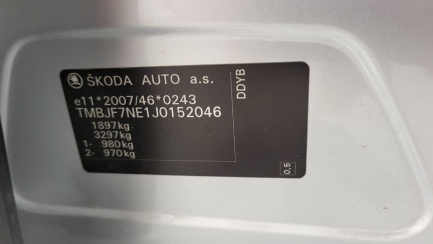 ŠKODA AUTO a.s.
e11*2007/46*0243
TMBJF7NE1J0152046
1897kg
3297kg
1- 980kg
2- 970kg
DDYB
0,5